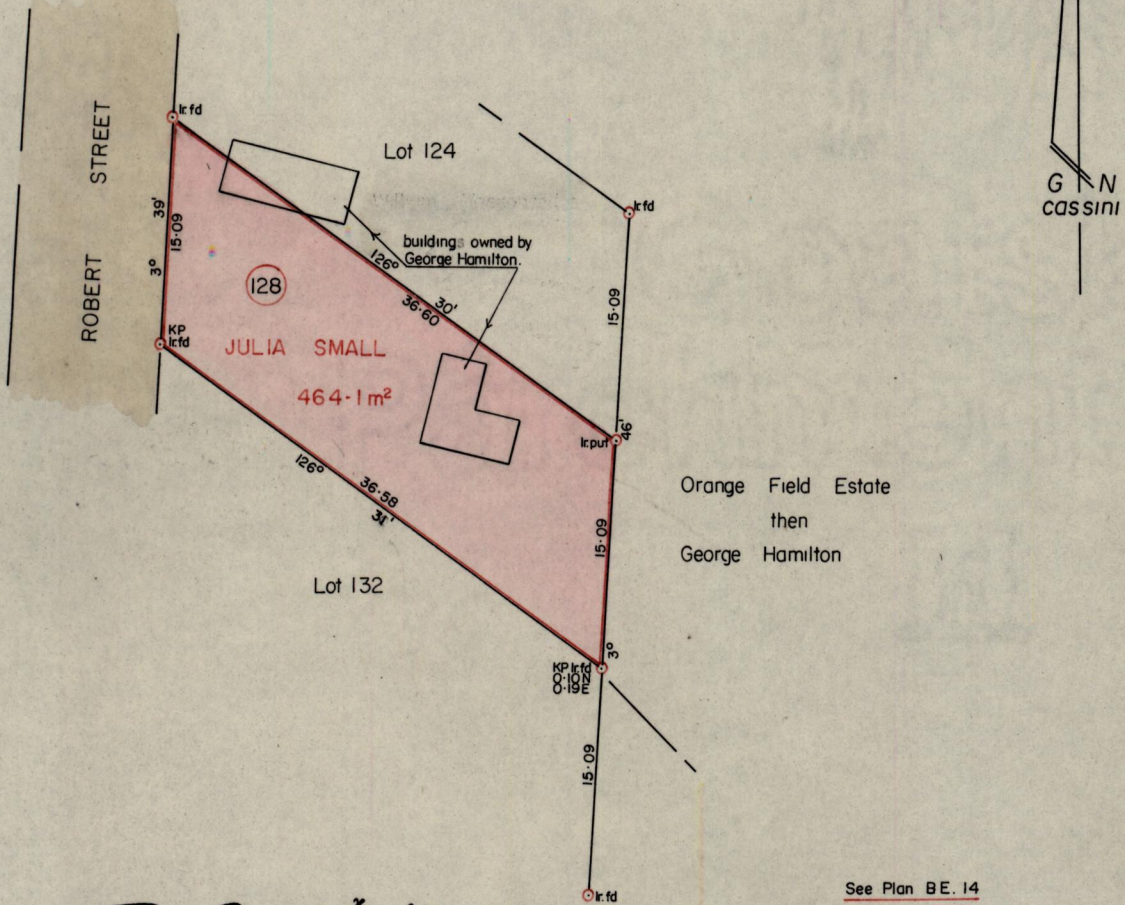 ROBERT STREET
Ir. fd
Lot 124
Ir. fd
G N
cassini
39'
15·09
3°
buildings owned by
George Hamilton.
126°
30'
36·60
15·09
128
KP
Ir.fd
JULIA SMALL
464·1 m²
Ir.put
46'
126°
36·58
31'
15·09
Orange Field Estate
then
George Hamilton
Lot 132
3°
KP Ir.fd
0·10N
0·19E
15·09
Ir. fd
See Plan BE. 14